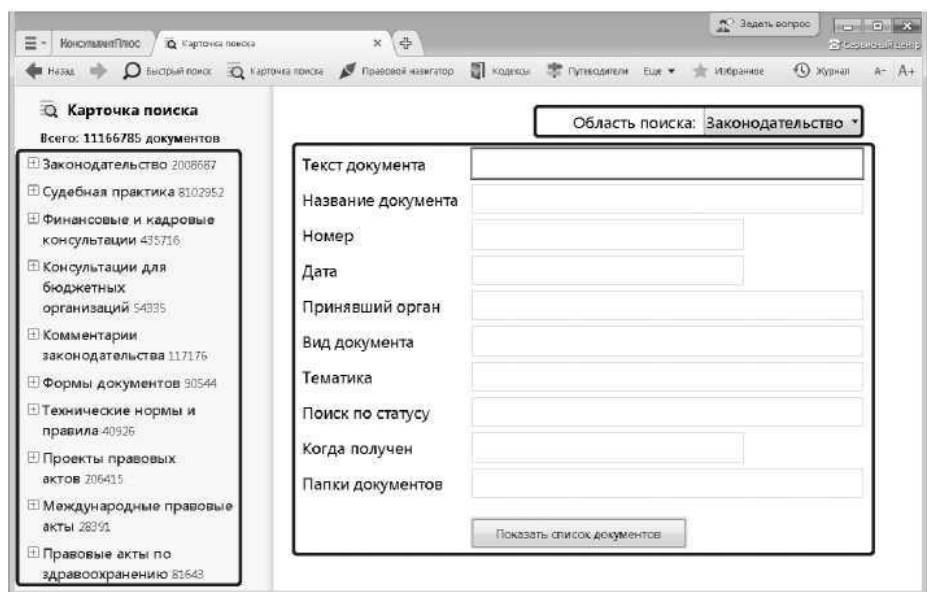 Задать вопрос
КонсультантПлюс Карточка поиска
Сервисный центр
Назад Быстрый поиск Карточка поиска Правовой навигатор Кодексы Путеводители Еще Избранное Журнал А- А+
Карточка поиска
Всего: 11166785 документов
Законодательство 2008687
Судебная практика 8102952
Финансовые и кадровые
консультации 435716
Консультации для
бюджетных
организаций 54335
Комментарии
законодательства 117176
Формы документов 90544
Технические нормы и
правила 40926
Проекты правовых
актов 206415
Международные правовые
акты 28391
Правовые акты по
здравоохранению 81643
Область поиска: Законодательство
Текст документа
Название документа
Номер
Дата
Принявший орган
Вид документа
Тематика
Поиск по статусу
Когда получен
Папки документов
Показать список документов